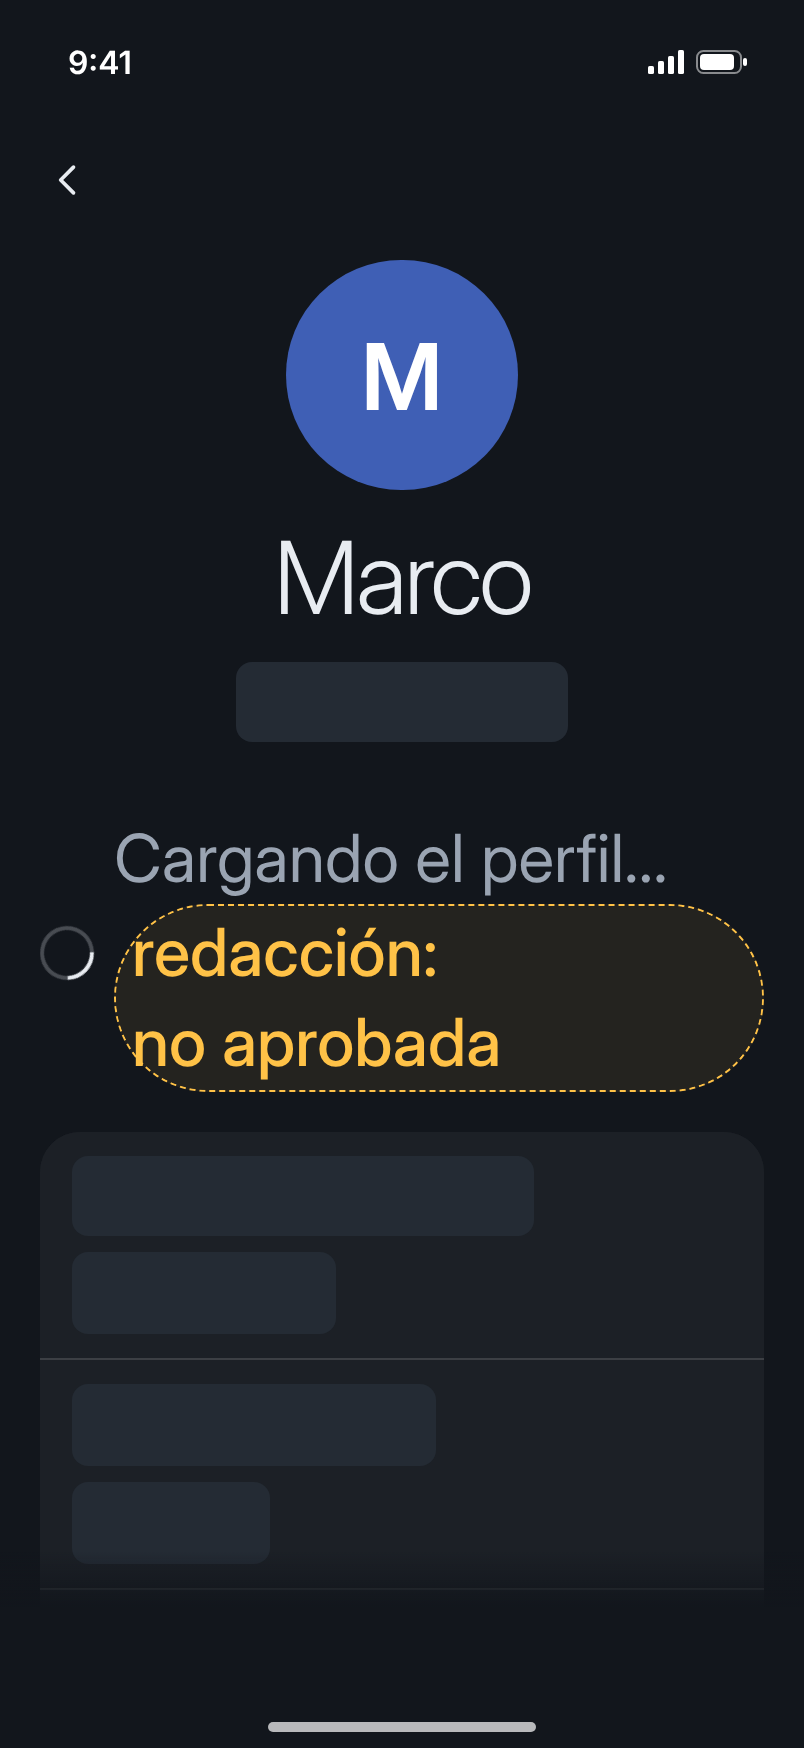 9:41
M
Marco
Cargando el perfil...
redacción:
no aprobada